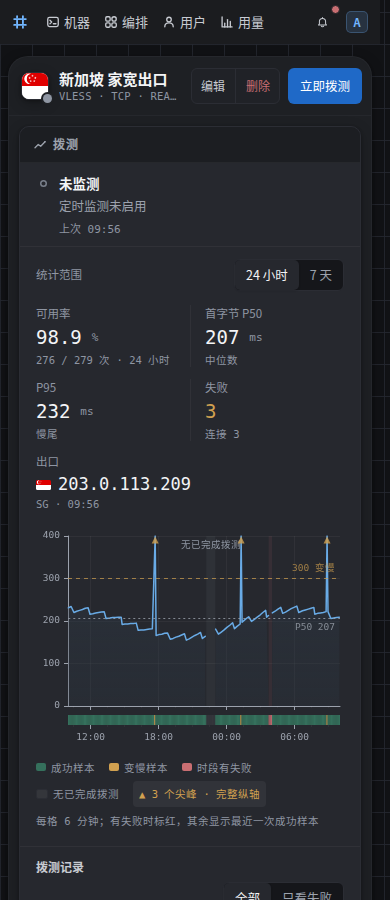 机器 编排 用户 用量 A
新加坡 家宽出口
VLESS · TCP · REA…
编辑 删除 立即拨测
拨测
未监测
定时监测未启用
上次 09:56
统计范围 24 小时 7 天
可用率 首字节 P50
98.9 % 207 ms
276 / 279 次 · 24 小时 中位数
P95 失败
232 ms 3
慢尾 连接 3
出口
203.0.113.209
SG · 09:56
400 无已完成拨测
300 300 变慢
200 P50 207
100
0
12:00 18:00 00:00 06:00
成功样本 变慢样本 时段有失败
无已完成拨测 ▲ 3 个尖峰 · 完整纵轴
每格 6 分钟；有失败时标红，其余显示最近一次成功样本
拨测记录
全部 只看失败